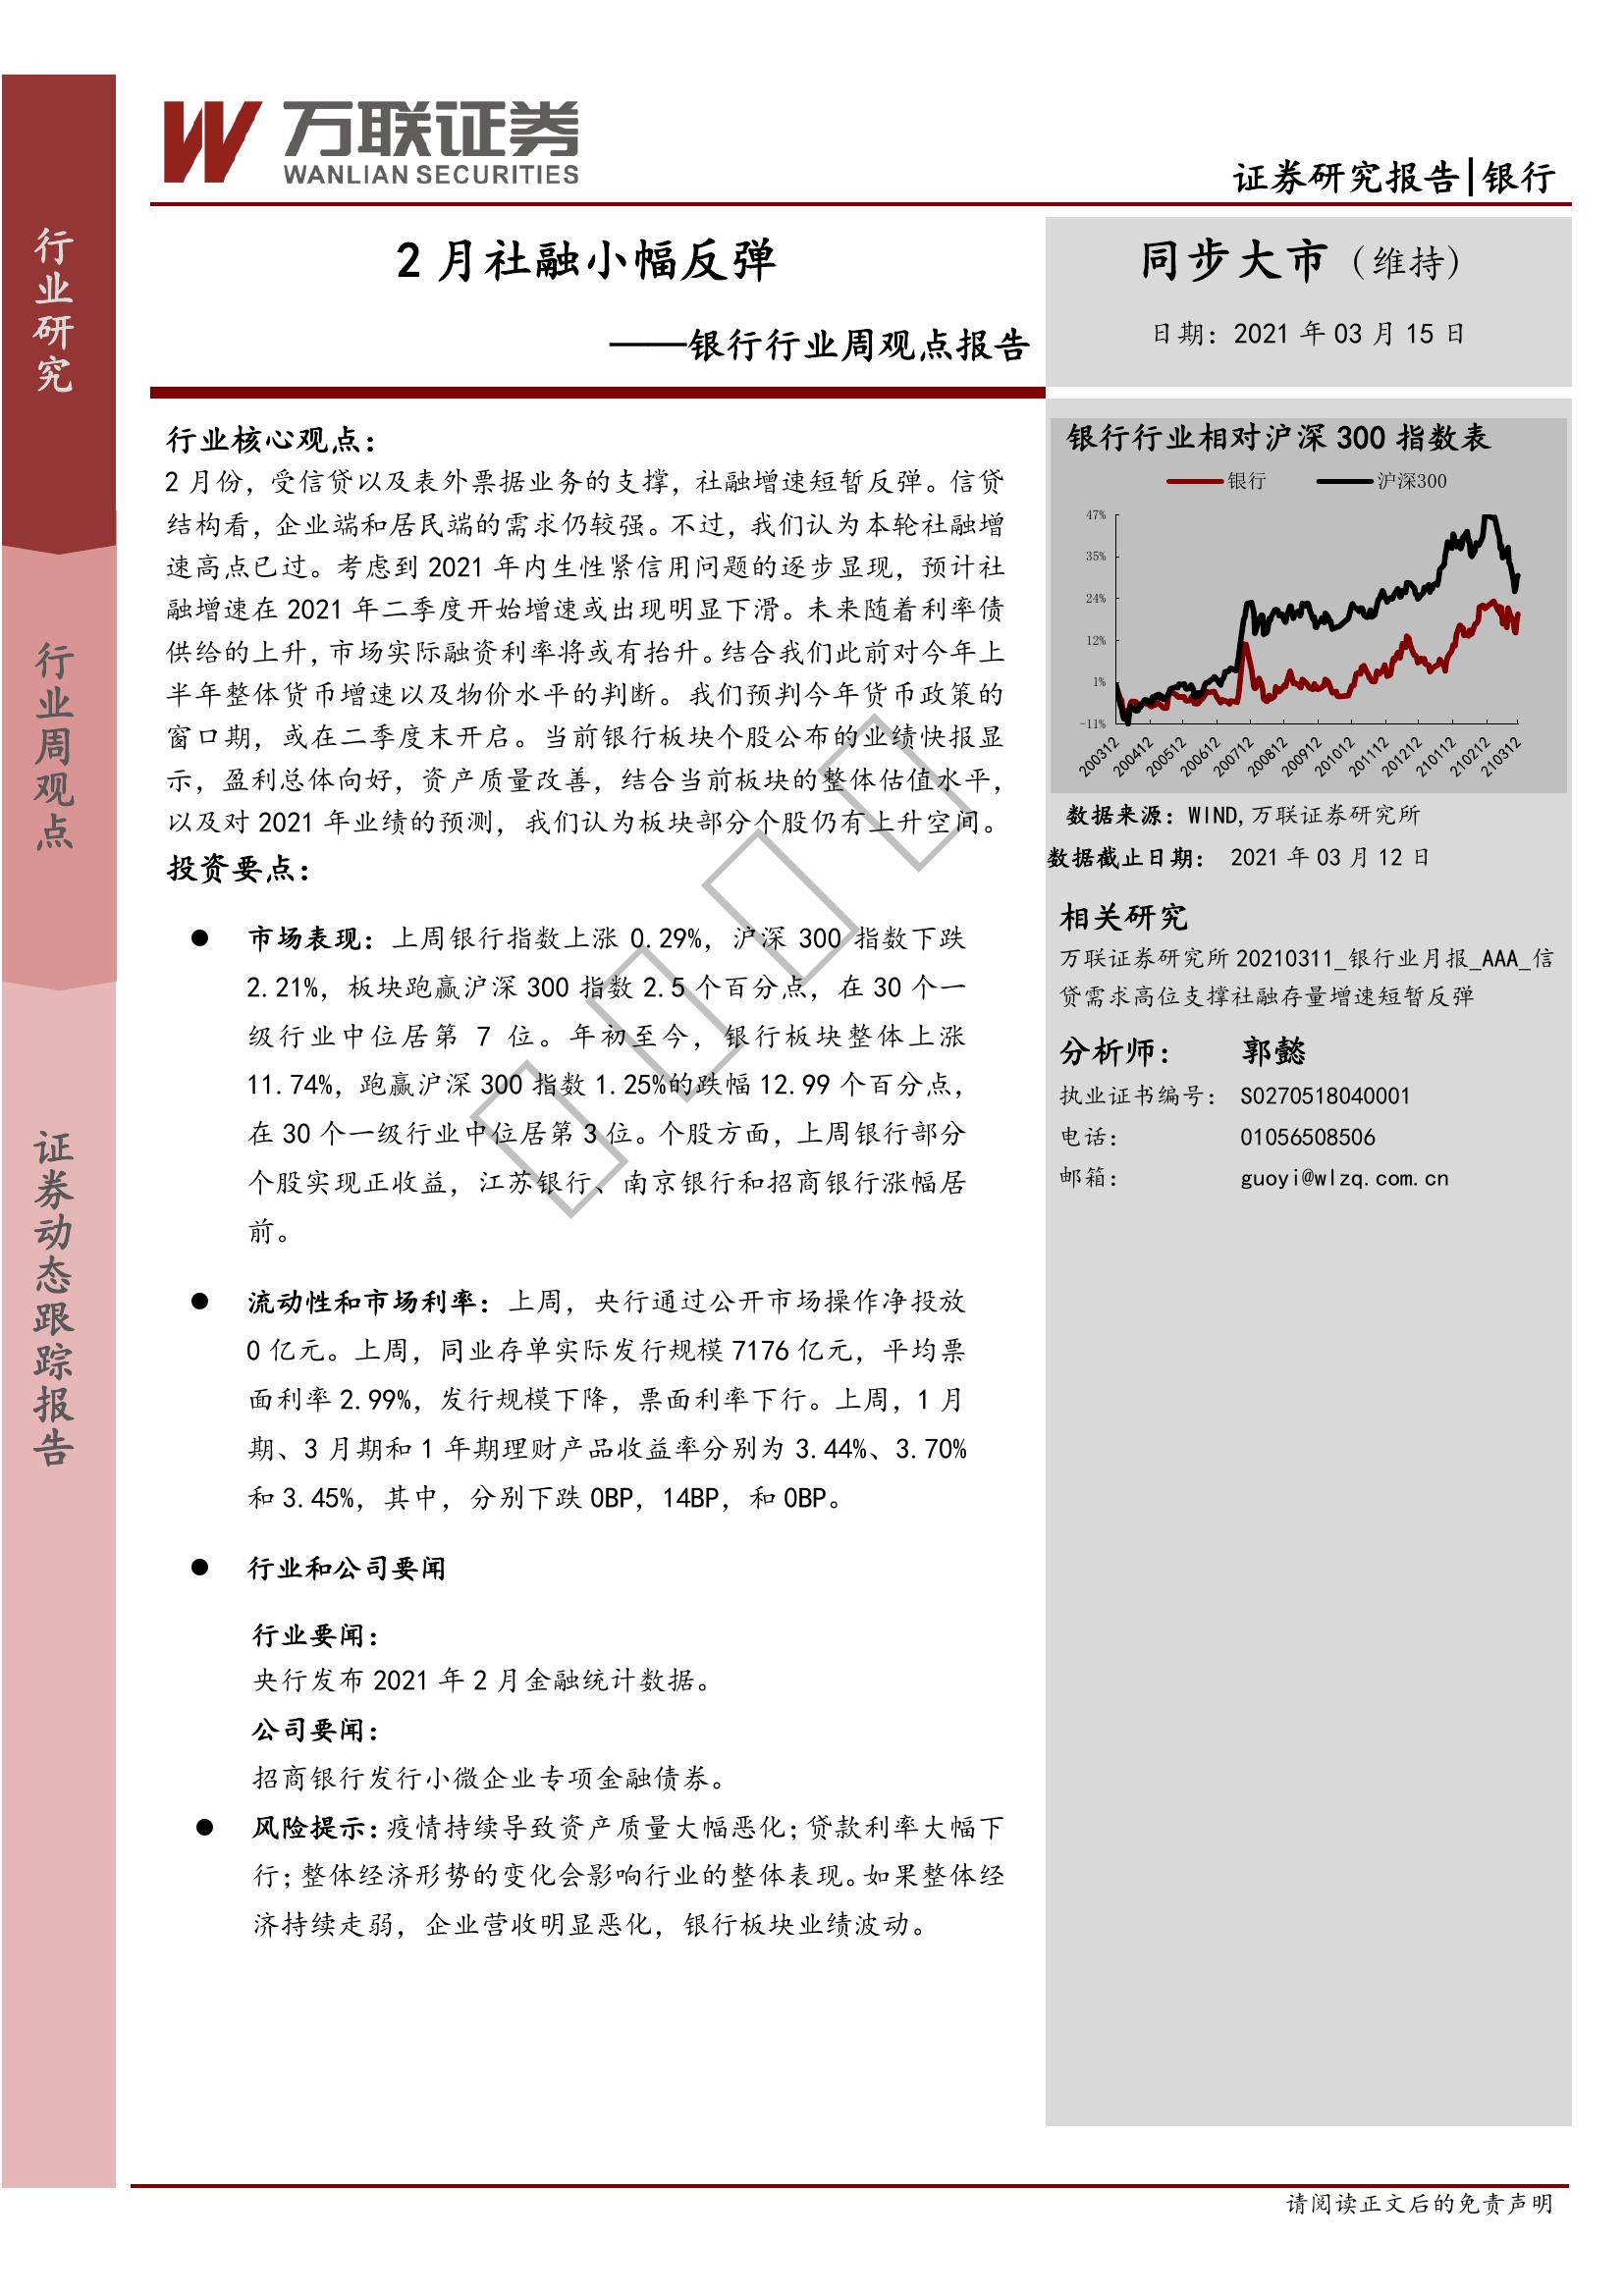 万联证券
WANLIAN SECURITIES
证券研究报告|银行
行业研究
行业周观点
证券动态跟踪报告
2 月社融小幅反弹
——银行行业周观点报告
同步大市（维持）
日期：2021 年 03 月 15 日
行业核心观点：
2 月份，受信贷以及表外票据业务的支撑，社融增速短暂反弹。信贷
结构看，企业端和居民端的需求仍较强。不过，我们认为本轮社融增
速高点已过。考虑到 2021 年内生性紧信用问题的逐步显现，预计社
融增速在 2021 年二季度开始增速或出现明显下滑。未来随着利率债
供给的上升，市场实际融资利率将或有抬升。结合我们此前对今年上
半年整体货币增速以及物价水平的判断。我们预判今年货币政策的
窗口期，或在二季度末开启。当前银行板块个股公布的业绩快报显
示，盈利总体向好，资产质量改善，结合当前板块的整体估值水平，
以及对 2021 年业绩的预测，我们认为板块部分个股仍有上升空间。
投资要点：
● 市场表现：上周银行指数上涨 0.29%，沪深 300 指数下跌
2.21%，板块跑赢沪深 300 指数 2.5 个百分点，在 30 个一
级行业中位居第 7 位。年初至今，银行板块整体上涨
11.74%，跑赢沪深 300 指数 1.25%的跌幅 12.99 个百分点，
在 30 个一级行业中位居第 3 位。个股方面，上周银行部分
个股实现正收益，江苏银行、南京银行和招商银行涨幅居
前。
● 流动性和市场利率：上周，央行通过公开市场操作净投放
0 亿元。上周，同业存单实际发行规模 7176 亿元，平均票
面利率 2.99%，发行规模下降，票面利率下行。上周，1 月
期、3 月期和 1 年期理财产品收益率分别为 3.44%、3.70%
和 3.45%，其中，分别下跌 0BP，14BP，和 0BP。
● 行业和公司要闻
行业要闻：
央行发布 2021 年 2 月金融统计数据。
公司要闻：
招商银行发行小微企业专项金融债券。
● 风险提示：疫情持续导致资产质量大幅恶化；贷款利率大幅下
行；整体经济形势的变化会影响行业的整体表现。如果整体经
济持续走弱，企业营收明显恶化，银行板块业绩波动。
银行行业相对沪深 300 指数表
银行 沪深300
47%
35%
24%
12%
1%
-11%
200312 200412 200512 200612 200712 200812 200912 201012 201112 201212 210112 210212 210312
数据来源：WIND,万联证券研究所
数据截止日期： 2021 年 03 月 12 日
相关研究
万联证券研究所 20210311_银行业月报_AAA_信
贷需求高位支撑社融存量增速短暂反弹
分析师： 郭懿
执业证书编号： S0270518040001
电话： 01056508506
邮箱： guoyi@wlzq.com.cn
请阅读正文后的免责声明